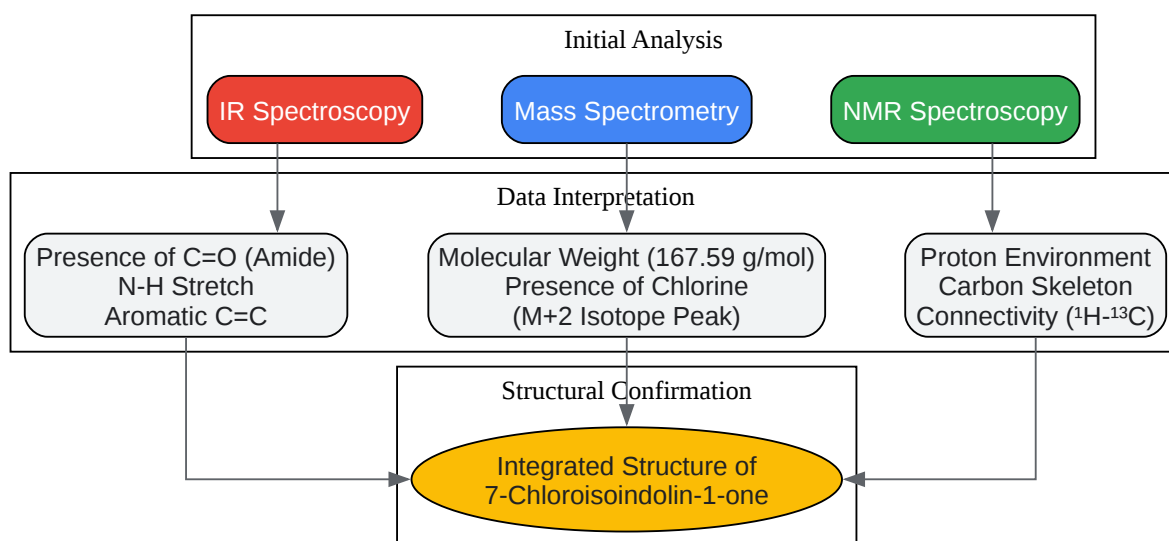 Initial Analysis
IR Spectroscopy
Mass Spectrometry
NMR Spectroscopy
Data Interpretation
Presence of C=O (Amide)
N-H Stretch
Aromatic C=C
Molecular Weight (167.59 g/mol)
Presence of Chlorine
(M+2 Isotope Peak)
Proton Environment
Carbon Skeleton
Connectivity (¹H-¹³C)
Structural Confirmation
Integrated Structure of
7-Chloroisoindolin-1-one